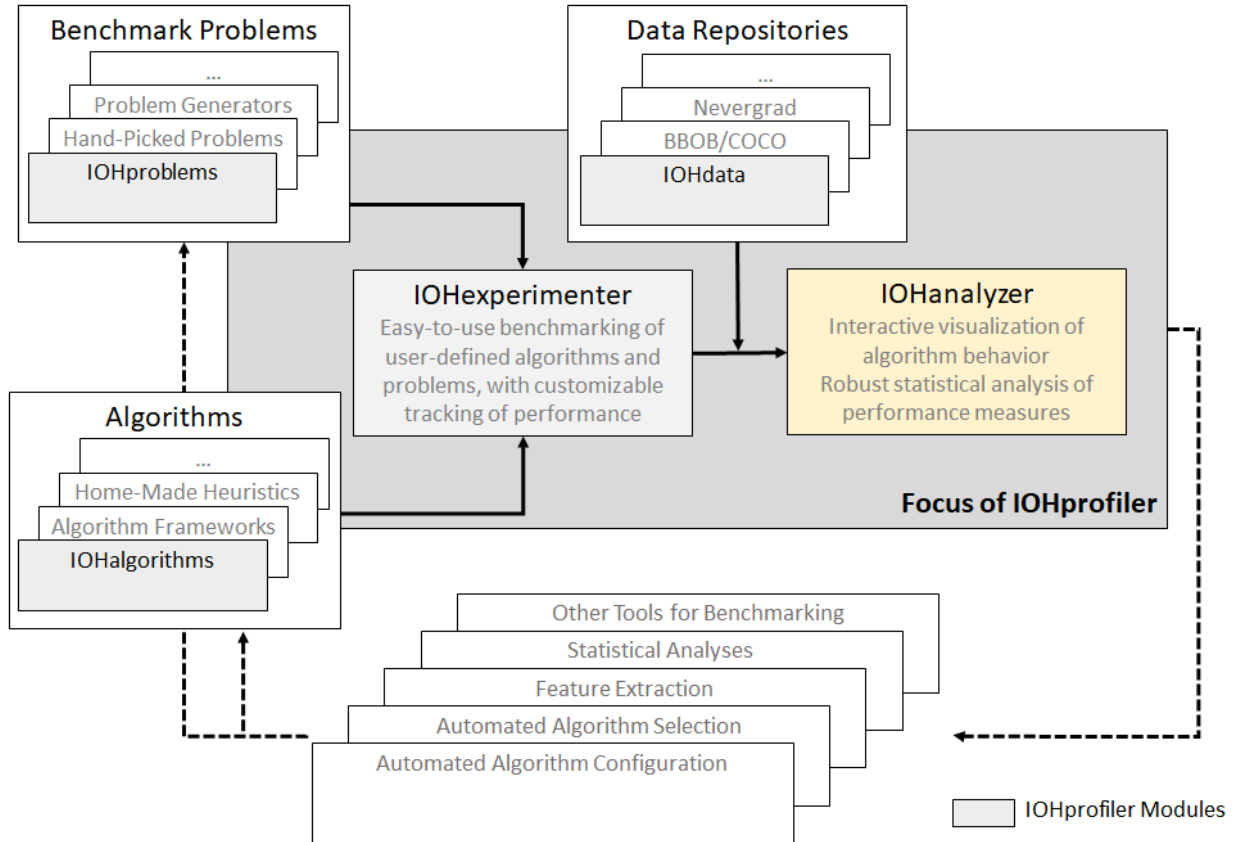 Benchmark Problems
...
Problem Generators
Hand-Picked Problems
IOHproblems
Data Repositories
...
Nevergrad
BBOB/COCO
IOHdata
IOHexperimenter
Easy-to-use benchmarking of
user-defined algorithms and
problems, with customizable
tracking of performance
IOHanalyzer
Interactive visualization of
algorithm behavior
Robust statistical analysis of
performance measures
Algorithms
...
Home-Made Heuristics
Algorithm Frameworks
IOHalgorithms
Focus of IOHprofiler
Other Tools for Benchmarking
Statistical Analyses
Feature Extraction
Automated Algorithm Selection
Automated Algorithm Configuration
IOHprofiler Modules